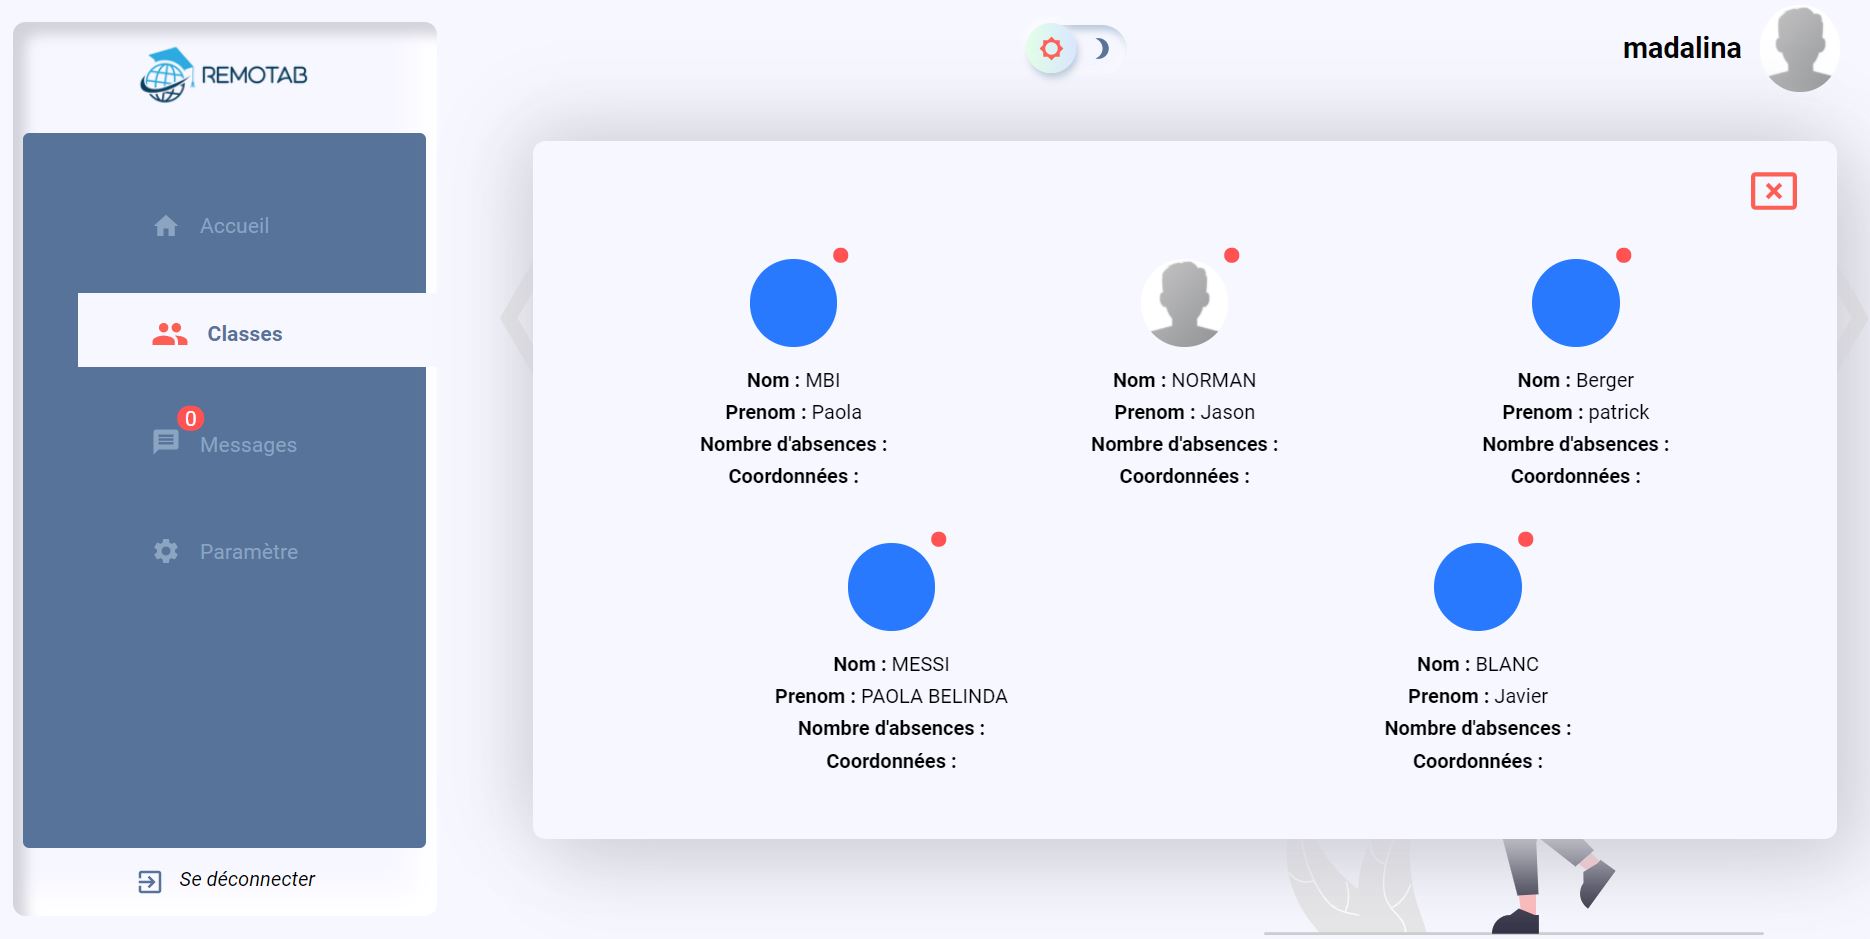 REMOTAB
madalina
Accueil
Classes
0
Messages
Paramètre
Se déconnecter
Nom : MBI
Prenom : Paola
Nombre d'absences :
Coordonnées :
Nom : NORMAN
Prenom : Jason
Nombre d'absences :
Coordonnées :
Nom : Berger
Prenom : patrick
Nombre d'absences :
Coordonnées :
Nom : MESSI
Prenom : PAOLA BELINDA
Nombre d'absences :
Coordonnées :
Nom : BLANC
Prenom : Javier
Nombre d'absences :
Coordonnées :